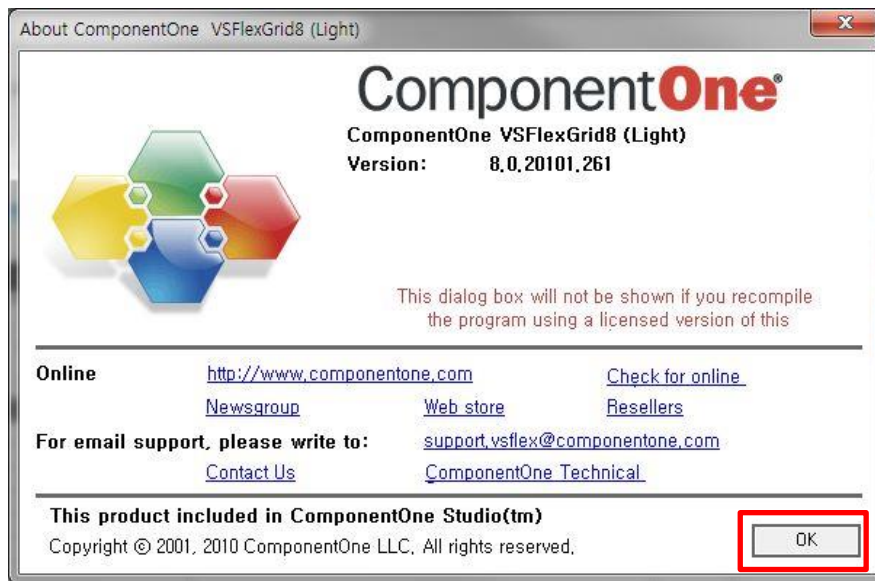 About ComponentOne VSFlexGrid8 (Light)
ComponentOne®
ComponentOne VSFlexGrid8 (Light)
Version: 8.0.20101.261
This dialog box will not be shown if you recompile
the program using a licensed version of this
Online http://www.componentone.com Check for online
Newsgroup Web store Resellers
For email support, please write to: support.vsflex@componentone.com
Contact Us ComponentOne Technical
This product included in ComponentOne Studio(tm)
Copyright © 2001, 2010 ComponentOne LLC. All rights reserved.
OK